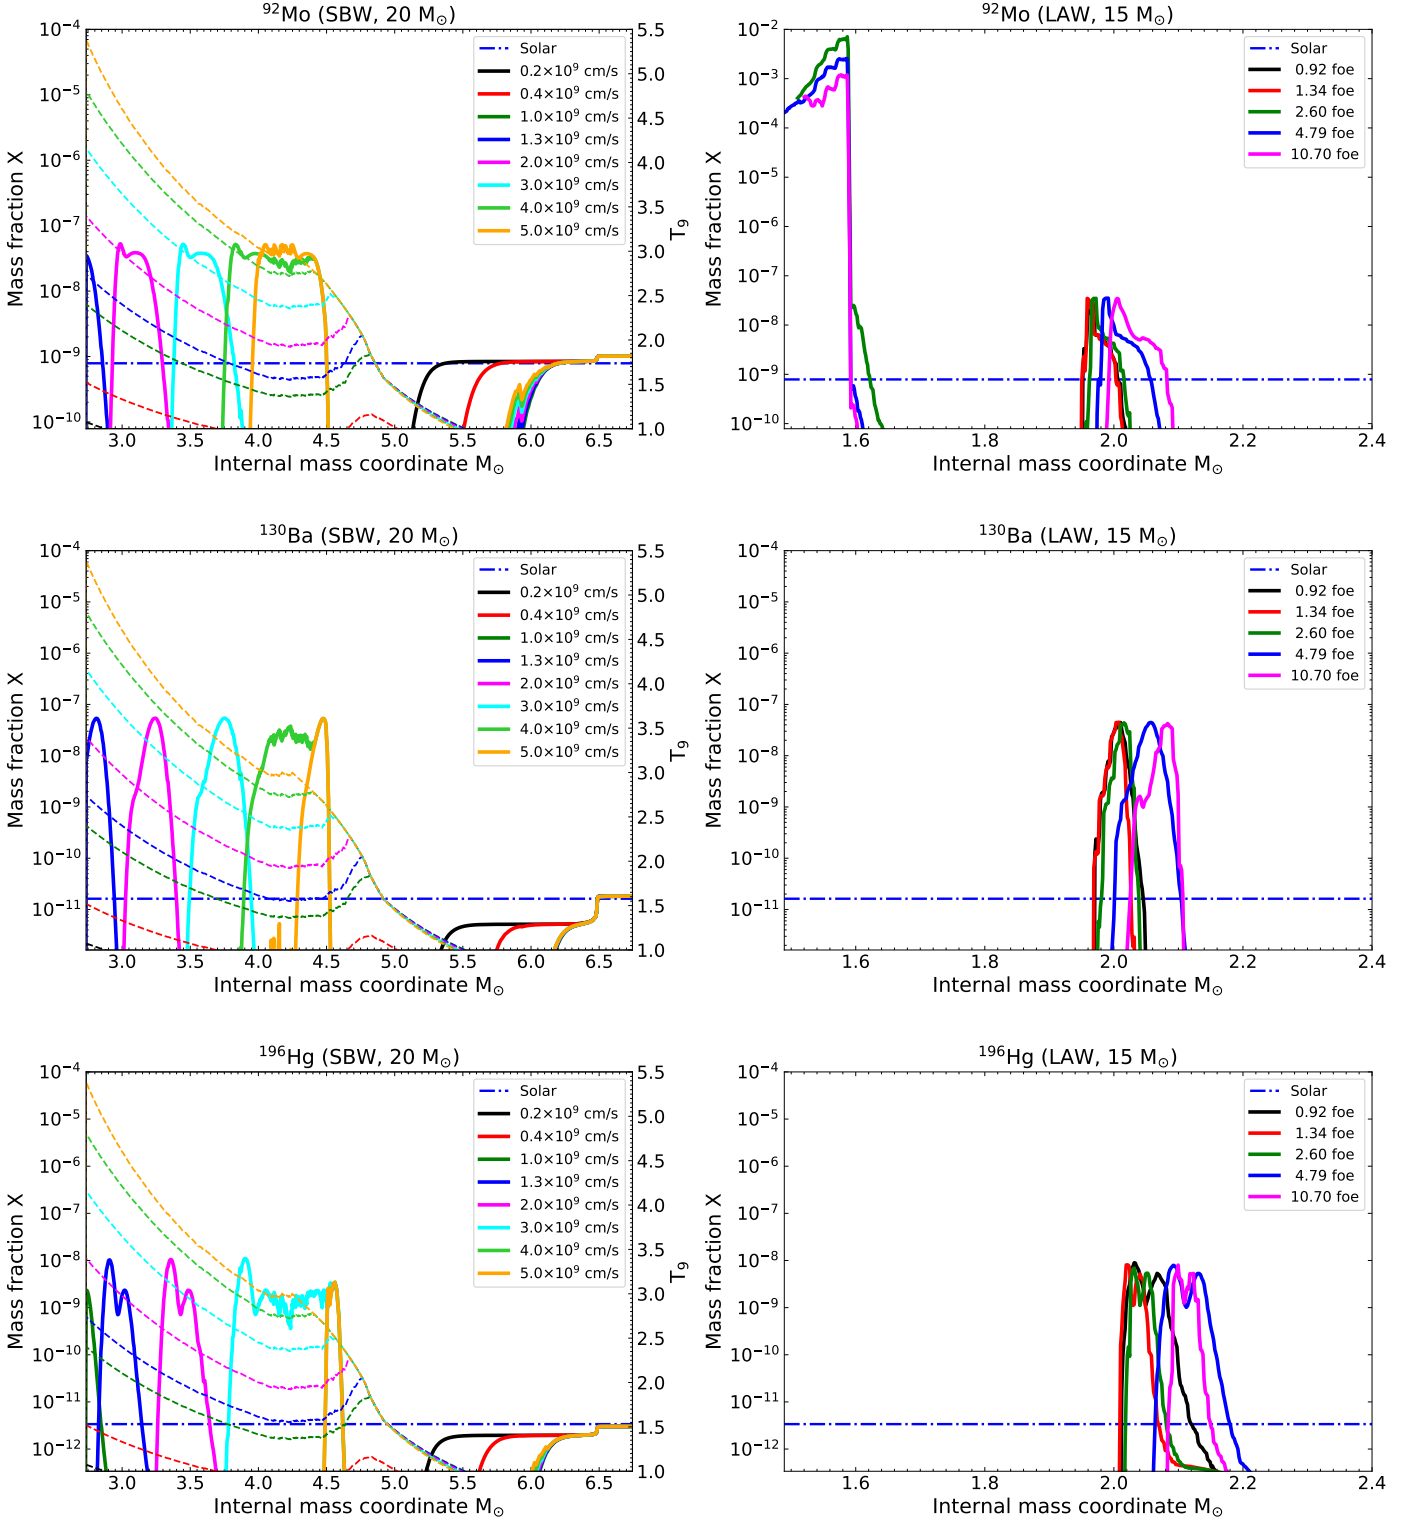 ⁹²Mo (SBW, 20 M⊙)
Mass fraction X
10⁻⁴
10⁻⁵
10⁻⁶
10⁻⁷
10⁻⁸
10⁻⁹
10⁻¹⁰
3.0 3.5 4.0 4.5 5.0 5.5 6.0 6.5
Internal mass coordinate M⊙
5.5
5.0
4.5
4.0
3.5
3.0
2.5
2.0
1.5
1.0
T₉
Solar
0.2×10⁹ cm/s
0.4×10⁹ cm/s
1.0×10⁹ cm/s
1.3×10⁹ cm/s
2.0×10⁹ cm/s
3.0×10⁹ cm/s
4.0×10⁹ cm/s
5.0×10⁹ cm/s
⁹²Mo (LAW, 15 M⊙)
Mass fraction X
10⁻²
10⁻³
10⁻⁴
10⁻⁵
10⁻⁶
10⁻⁷
10⁻⁸
10⁻⁹
10⁻¹⁰
1.6 1.8 2.0 2.2 2.4
Internal mass coordinate M⊙
Solar
0.92 foe
1.34 foe
2.60 foe
4.79 foe
10.70 foe
¹³⁰Ba (SBW, 20 M⊙)
Mass fraction X
10⁻⁴
10⁻⁵
10⁻⁶
10⁻⁷
10⁻⁸
10⁻⁹
10⁻¹⁰
10⁻¹¹
3.0 3.5 4.0 4.5 5.0 5.5 6.0 6.5
Internal mass coordinate M⊙
5.5
5.0
4.5
4.0
3.5
3.0
2.5
2.0
1.5
1.0
T₉
Solar
0.2×10⁹ cm/s
0.4×10⁹ cm/s
1.0×10⁹ cm/s
1.3×10⁹ cm/s
2.0×10⁹ cm/s
3.0×10⁹ cm/s
4.0×10⁹ cm/s
5.0×10⁹ cm/s
¹³⁰Ba (LAW, 15 M⊙)
Mass fraction X
10⁻⁴
10⁻⁵
10⁻⁶
10⁻⁷
10⁻⁸
10⁻⁹
10⁻¹⁰
10⁻¹¹
1.6 1.8 2.0 2.2 2.4
Internal mass coordinate M⊙
Solar
0.92 foe
1.34 foe
2.60 foe
4.79 foe
10.70 foe
¹⁹⁶Hg (SBW, 20 M⊙)
Mass fraction X
10⁻⁴
10⁻⁵
10⁻⁶
10⁻⁷
10⁻⁸
10⁻⁹
10⁻¹⁰
10⁻¹¹
10⁻¹²
3.0 3.5 4.0 4.5 5.0 5.5 6.0 6.5
Internal mass coordinate M⊙
5.5
5.0
4.5
4.0
3.5
3.0
2.5
2.0
1.5
1.0
T₉
Solar
0.2×10⁹ cm/s
0.4×10⁹ cm/s
1.0×10⁹ cm/s
1.3×10⁹ cm/s
2.0×10⁹ cm/s
3.0×10⁹ cm/s
4.0×10⁹ cm/s
5.0×10⁹ cm/s
¹⁹⁶Hg (LAW, 15 M⊙)
Mass fraction X
10⁻⁴
10⁻⁵
10⁻⁶
10⁻⁷
10⁻⁸
10⁻⁹
10⁻¹⁰
10⁻¹¹
10⁻¹²
1.6 1.8 2.0 2.2 2.4
Internal mass coordinate M⊙
Solar
0.92 foe
1.34 foe
2.60 foe
4.79 foe
10.70 foe